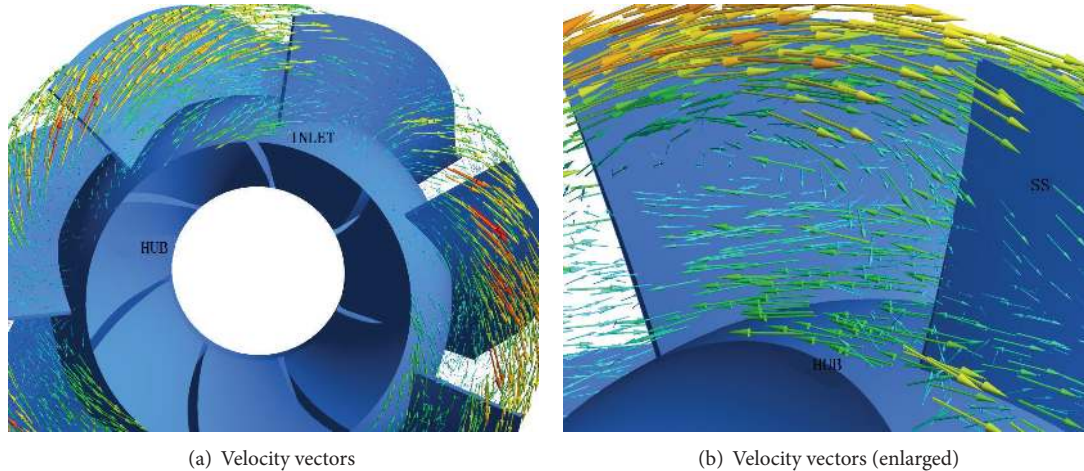 INLET
HUB
SS
HUB
(a) Velocity vectors
(b) Velocity vectors (enlarged)